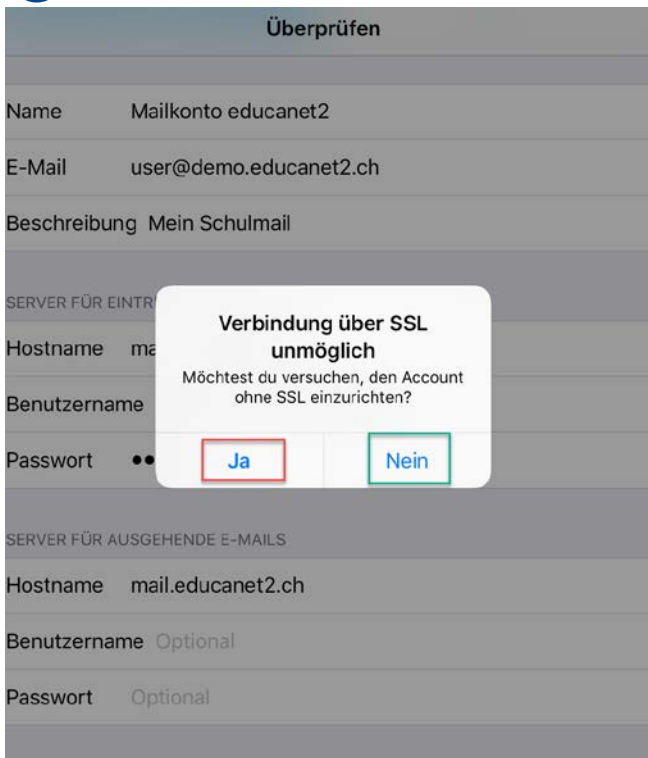 Überprüfen
Name Mailkonto educanet2
E-Mail user@demo.educanet2.ch
Beschreibung Mein Schulmail
SERVER FÜR
Hostname
Benutzername
Passwort ••
Verbindung über SSL
unmöglich
Möchtest du versuchen, den Account
ohne SSL einzurichten?
Ja Nein
SERVER FÜR AUSGEHENDE E-MAILS
Hostname mail.educanet2.ch
Benutzername Optional
Passwort Optional